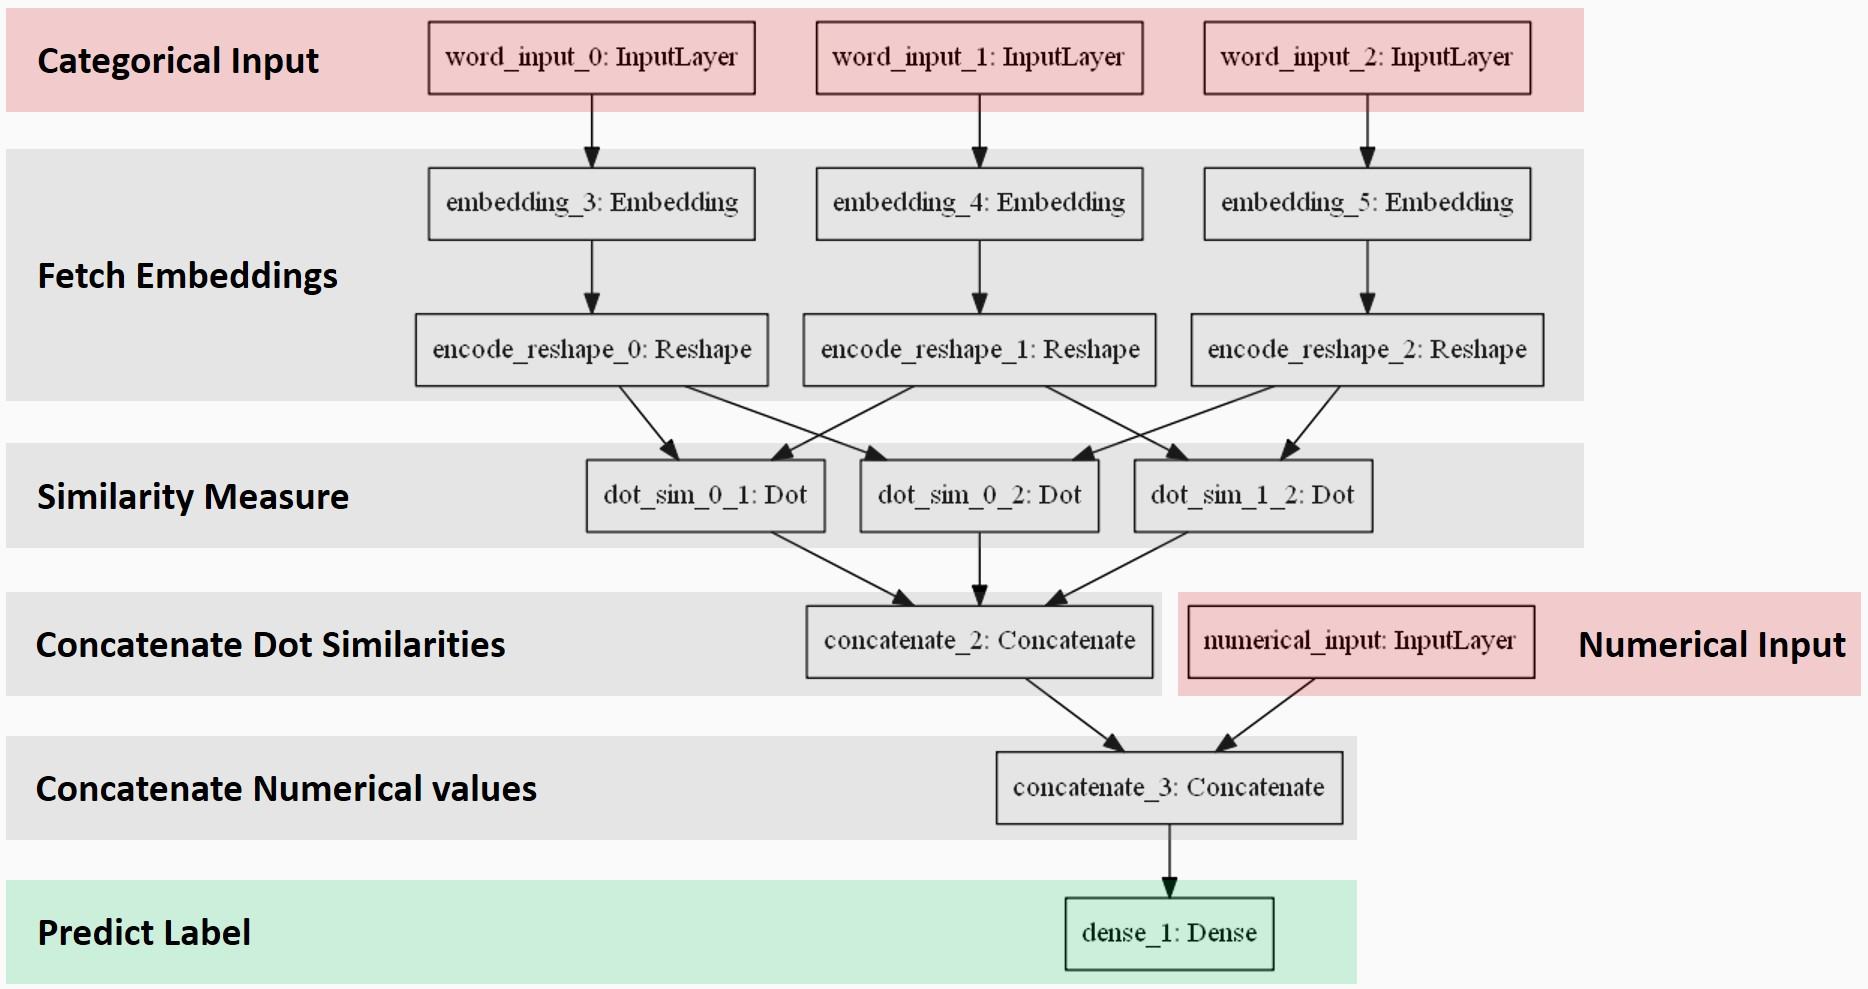 Categorical Input
word_input_0: InputLayer
word_input_1: InputLayer
word_input_2: InputLayer
embedding_3: Embedding
embedding_4: Embedding
embedding_5: Embedding
Fetch Embeddings
encode_reshape_0: Reshape
encode_reshape_1: Reshape
encode_reshape_2: Reshape
Similarity Measure
dot_sim_0_1: Dot
dot_sim_0_2: Dot
dot_sim_1_2: Dot
Concatenate Dot Similarities
concatenate_2: Concatenate
numerical_input: InputLayer
Numerical Input
Concatenate Numerical values
concatenate_3: Concatenate
Predict Label
dense_1: Dense